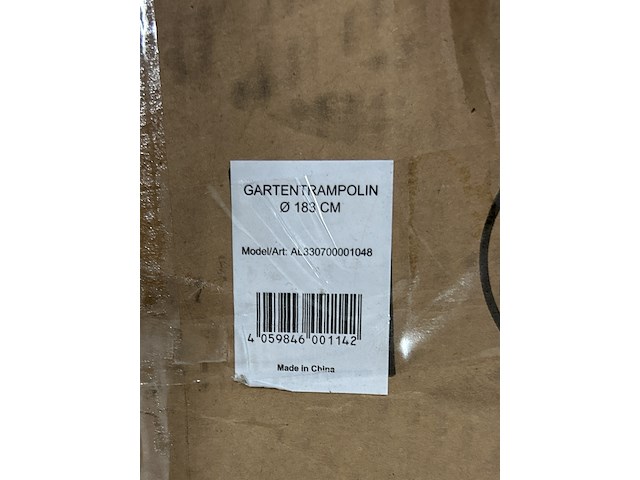 GARTENTRAMPOLIN
Ø 183 CM
Model/Art: AL330700001048
4 059846 001142
Made in China